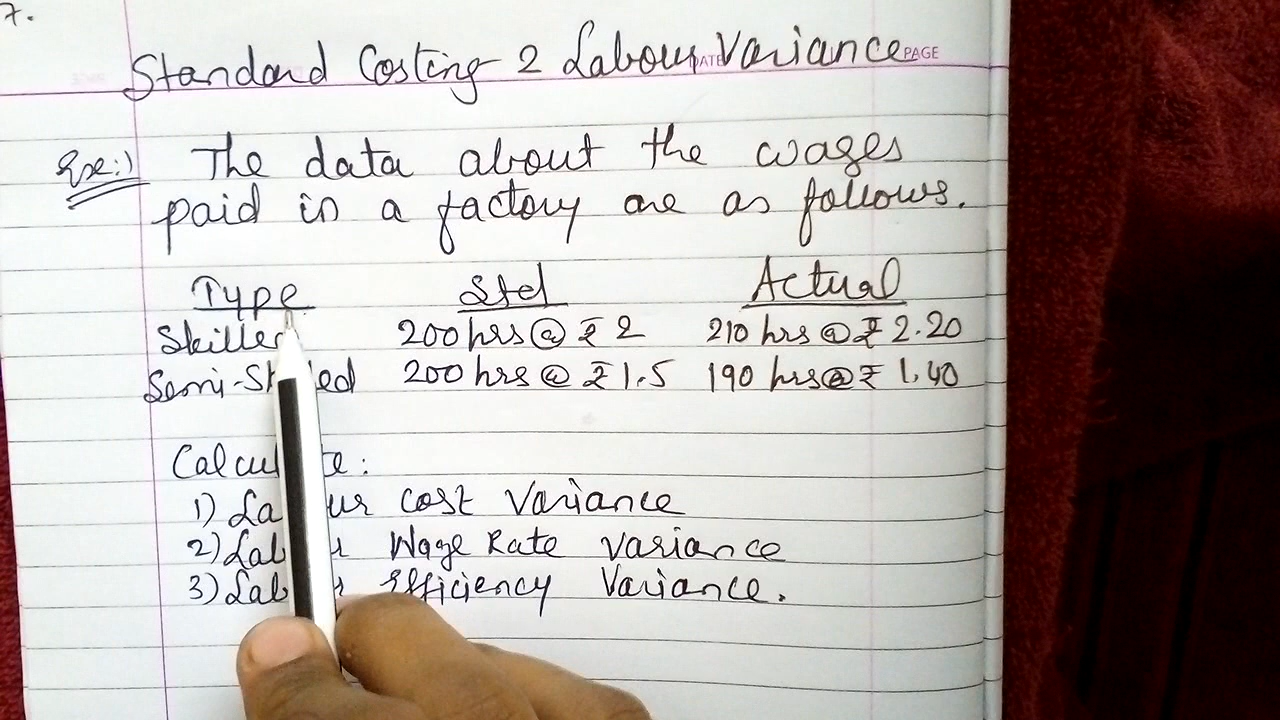 7.
DATE PAGE
Standard Costing 2 Labour Variance
Ex:) The data about the wages
paid in a factory are as follows.
Type Std Actual
Skilled 200 hrs @ ₹ 2 210 hrs @ ₹ 2.20
Semi-Skilled 200 hrs @ ₹ 1.5 190 hrs @ ₹ 1.40
Calculate:
1) Labour Cost Variance
2) Labour Wage Rate Variance
3) Labour Efficiency Variance.